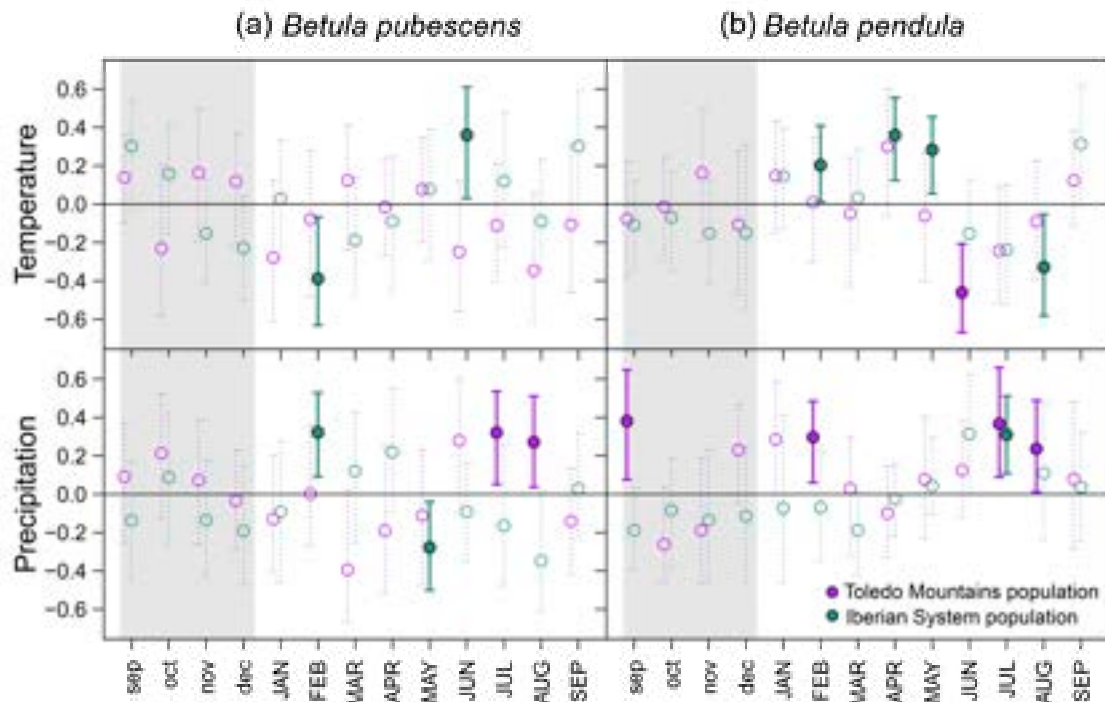 (a) Betula pubescens
(b) Betula pendula
Temperature
0.6
0.4
0.2
0.0
−0.2
−0.4
−0.6
Precipitation
0.6
0.4
0.2
0.0
−0.2
−0.4
−0.6
Toledo Mountains population
Iberian System population
sep oct nov dec JAN FEB MAR APR MAY JUN JUL AUG SEP
sep oct nov dec JAN FEB MAR APR MAY JUN JUL AUG SEP